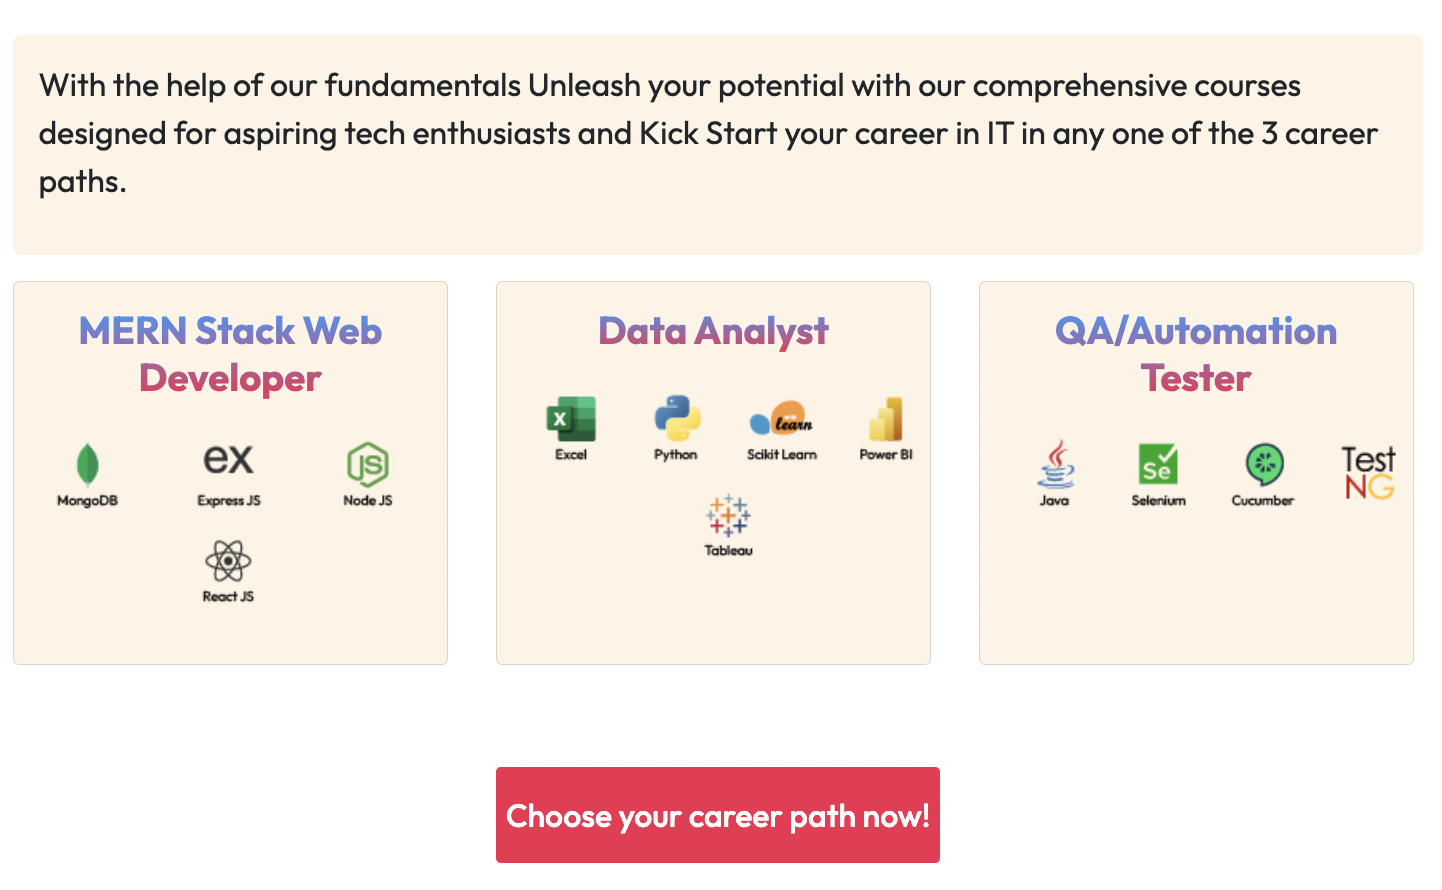 With the help of our fundamentals Unleash your potential with our comprehensive courses
designed for aspiring tech enthusiasts and Kick Start your career in IT in any one of the 3 career
paths.
MERN Stack Web
Developer
MongoDB
ex
Express JS
JS
Node JS
React JS
Data Analyst
X
Excel
Python
learn
Scikit Learn
Power BI
Tableau
QA/Automation
Tester
Java
Se
Selenium
Cucumber
Test
NG
Choose your career path now!